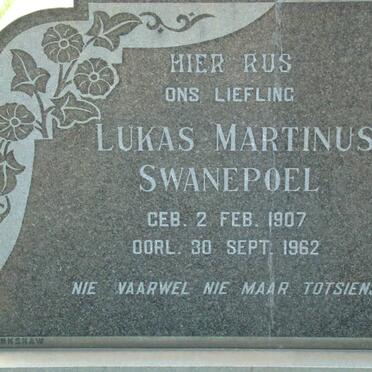 HIER RUS
ONS LIEFLING
LUKAS MARTINUS
SWANEPOEL
GEB. 2 FEB. 1907
OORL. 30 SEPT. 1962
NIE VAARWEL NIE MAAR TOTSIENS